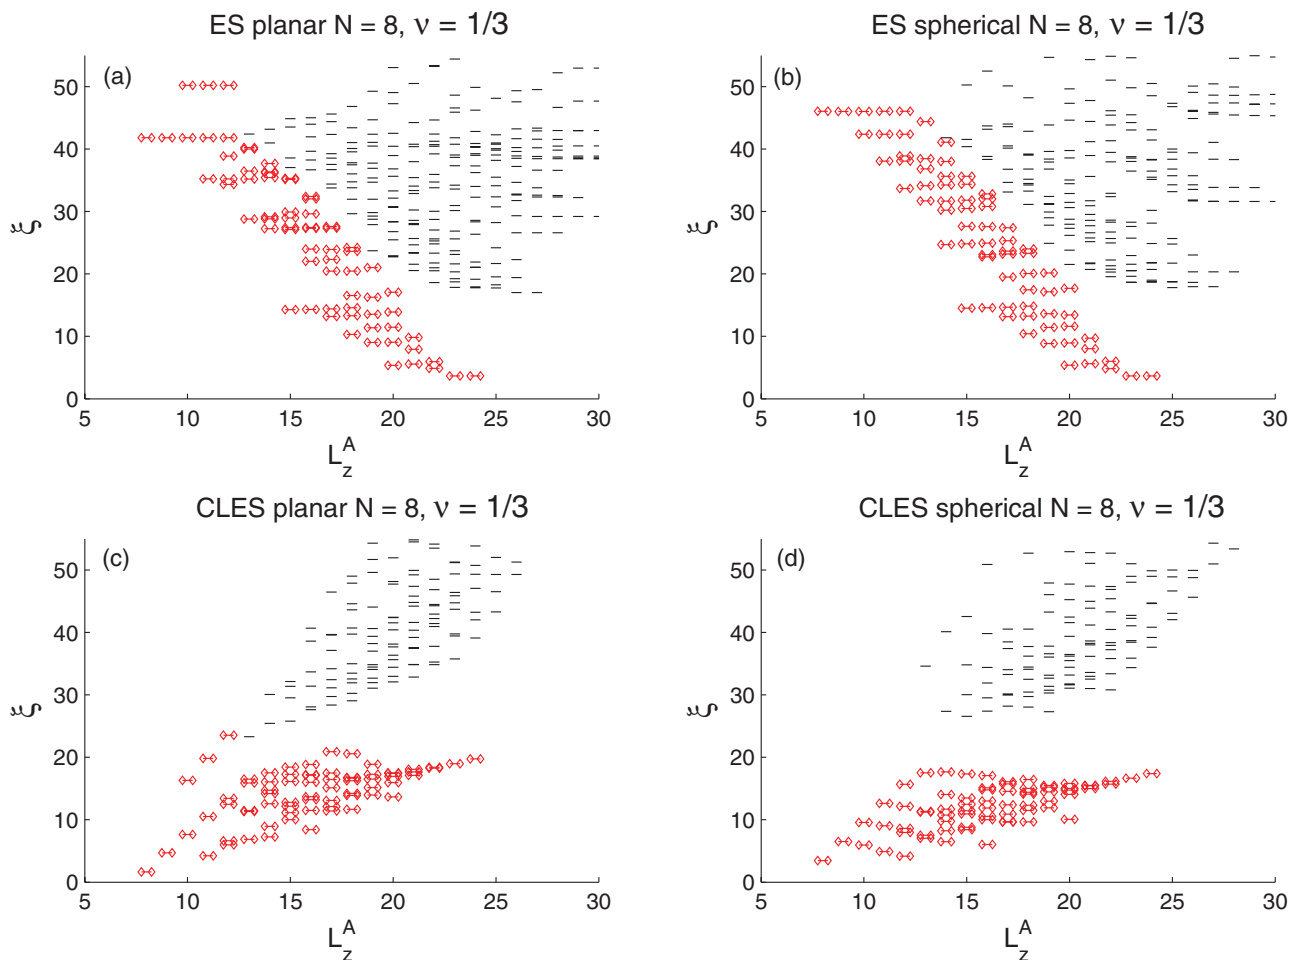 ES planar N = 8, ν = 1/3
(a)
50
40
30
20
10
0
ξ
5 10 15 20 25 30
L_z^A
ES spherical N = 8, ν = 1/3
(b)
50
40
30
20
10
0
ξ
5 10 15 20 25 30
L_z^A
CLES planar N = 8, ν = 1/3
(c)
50
40
30
20
10
0
ξ
5 10 15 20 25 30
L_z^A
CLES spherical N = 8, ν = 1/3
(d)
50
40
30
20
10
0
ξ
5 10 15 20 25 30
L_z^A